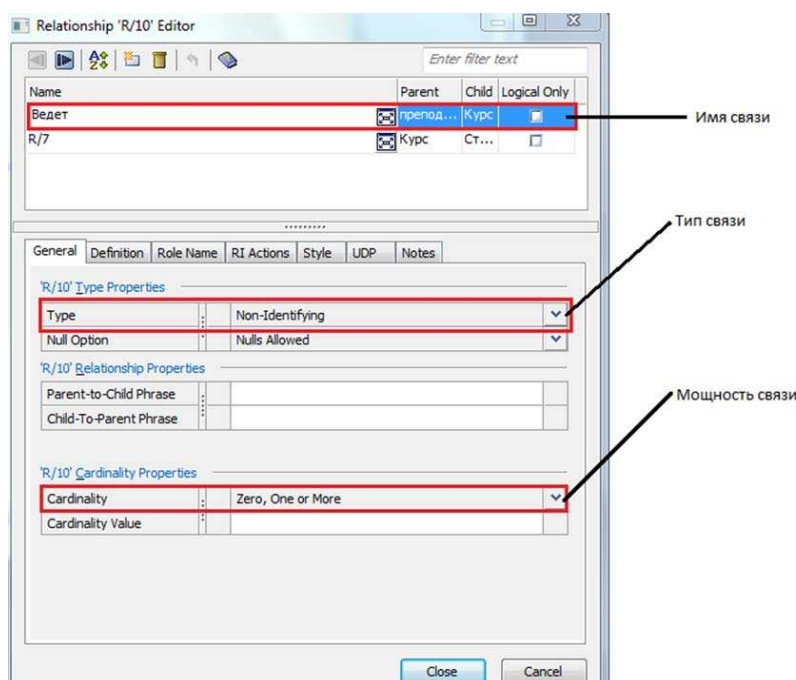 Relationship 'R/10' Editor
Enter filter text
Name Parent Child Logical Only
Ведет препод... Курс
R/7 Курс Ст...
Имя связи
Тип связи
General Definition Role Name RI Actions Style UDP Notes
'R/10' Type Properties
Type Non-Identifying
Null Option Nulls Allowed
'R/10' Relationship Properties
Parent-to-Child Phrase
Child-To-Parent Phrase
Мощность связи
'R/10' Cardinality Properties
Cardinality Zero, One or More
Cardinality Value
Close Cancel